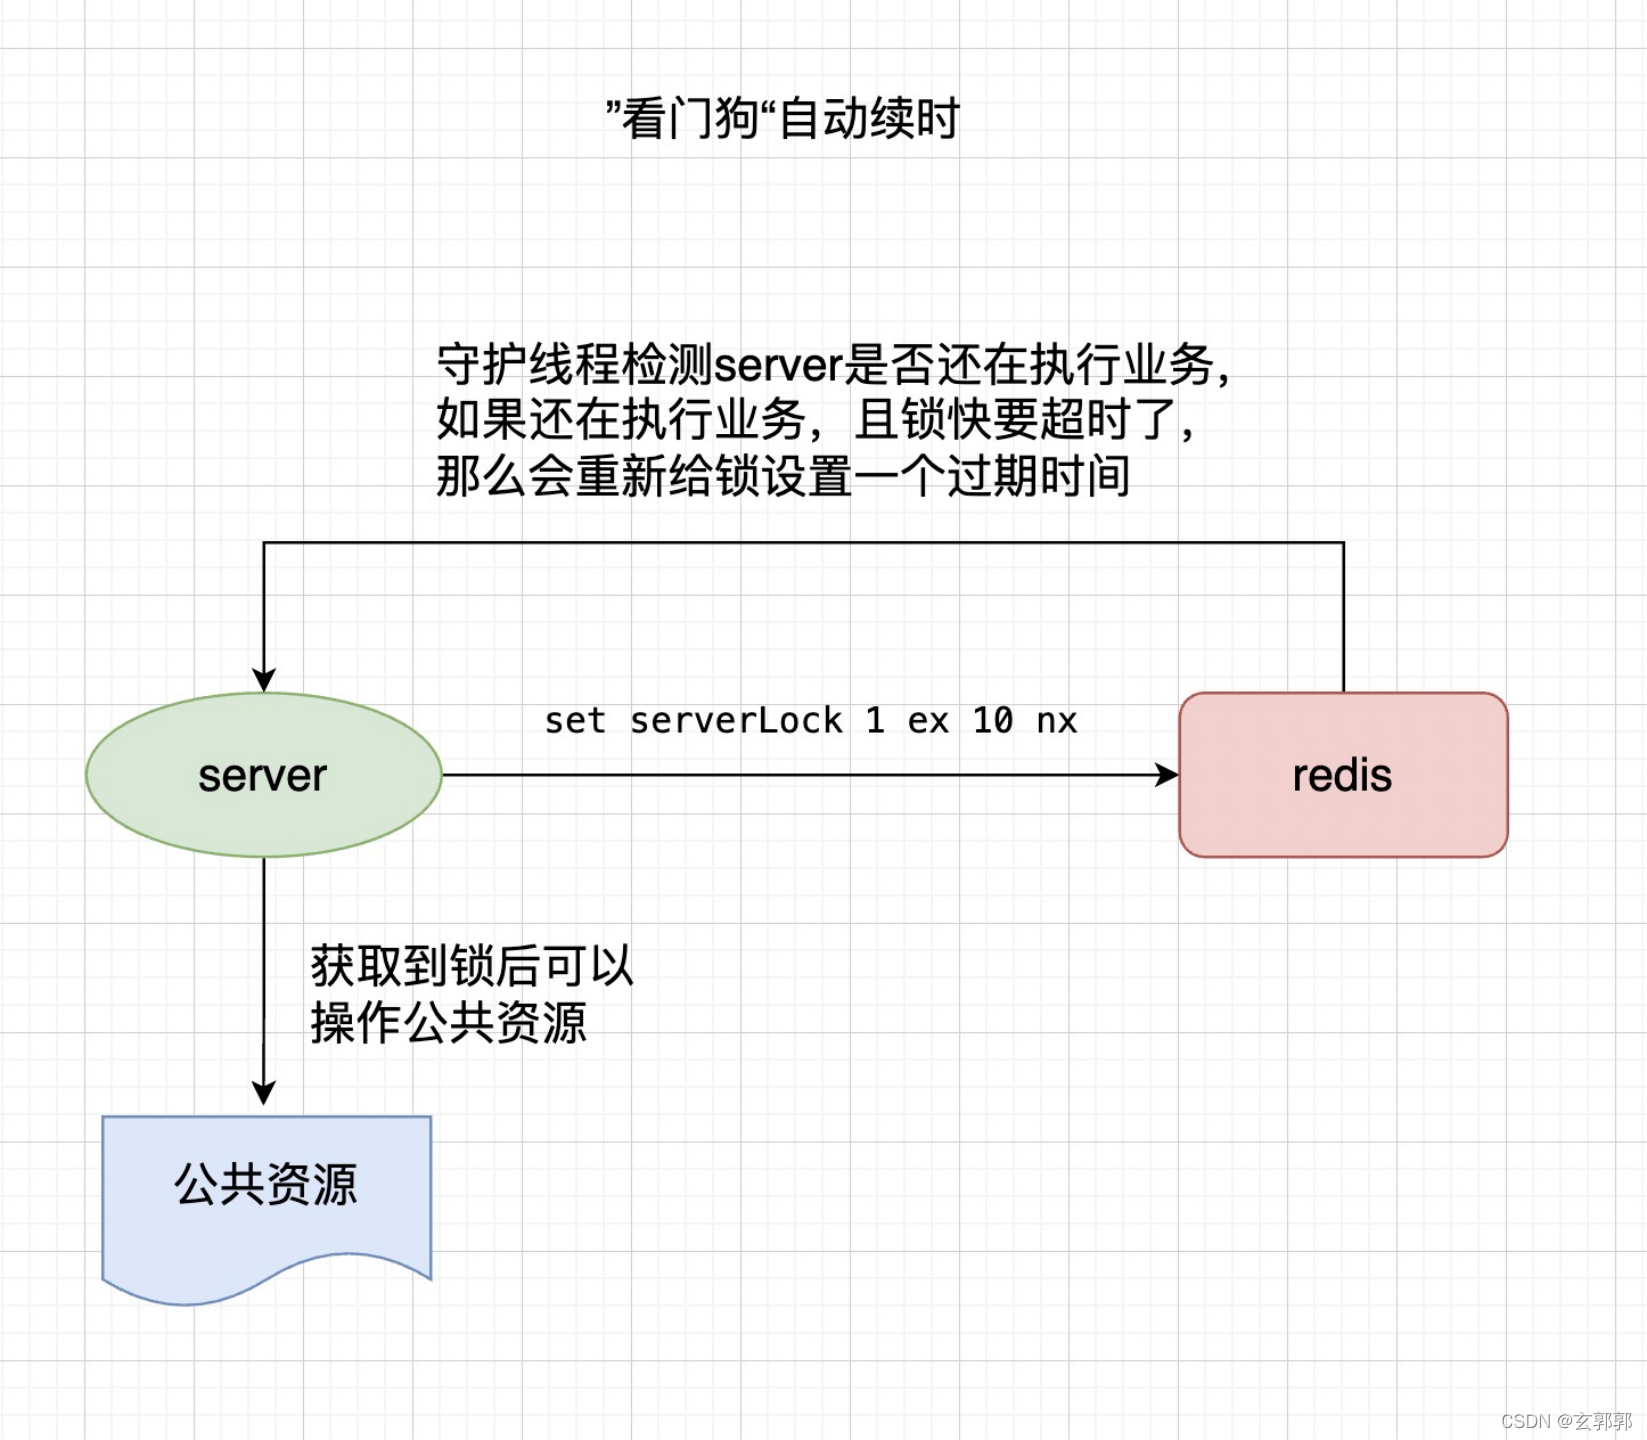 ”看门狗“自动续时
守护线程检测server是否还在执行业务，
如果还在执行业务，且锁快要超时了，
那么会重新给锁设置一个过期时间
set serverLock 1 ex 10 nx
server
redis
获取到锁后可以
操作公共资源
公共资源
CSDN @玄郭郭